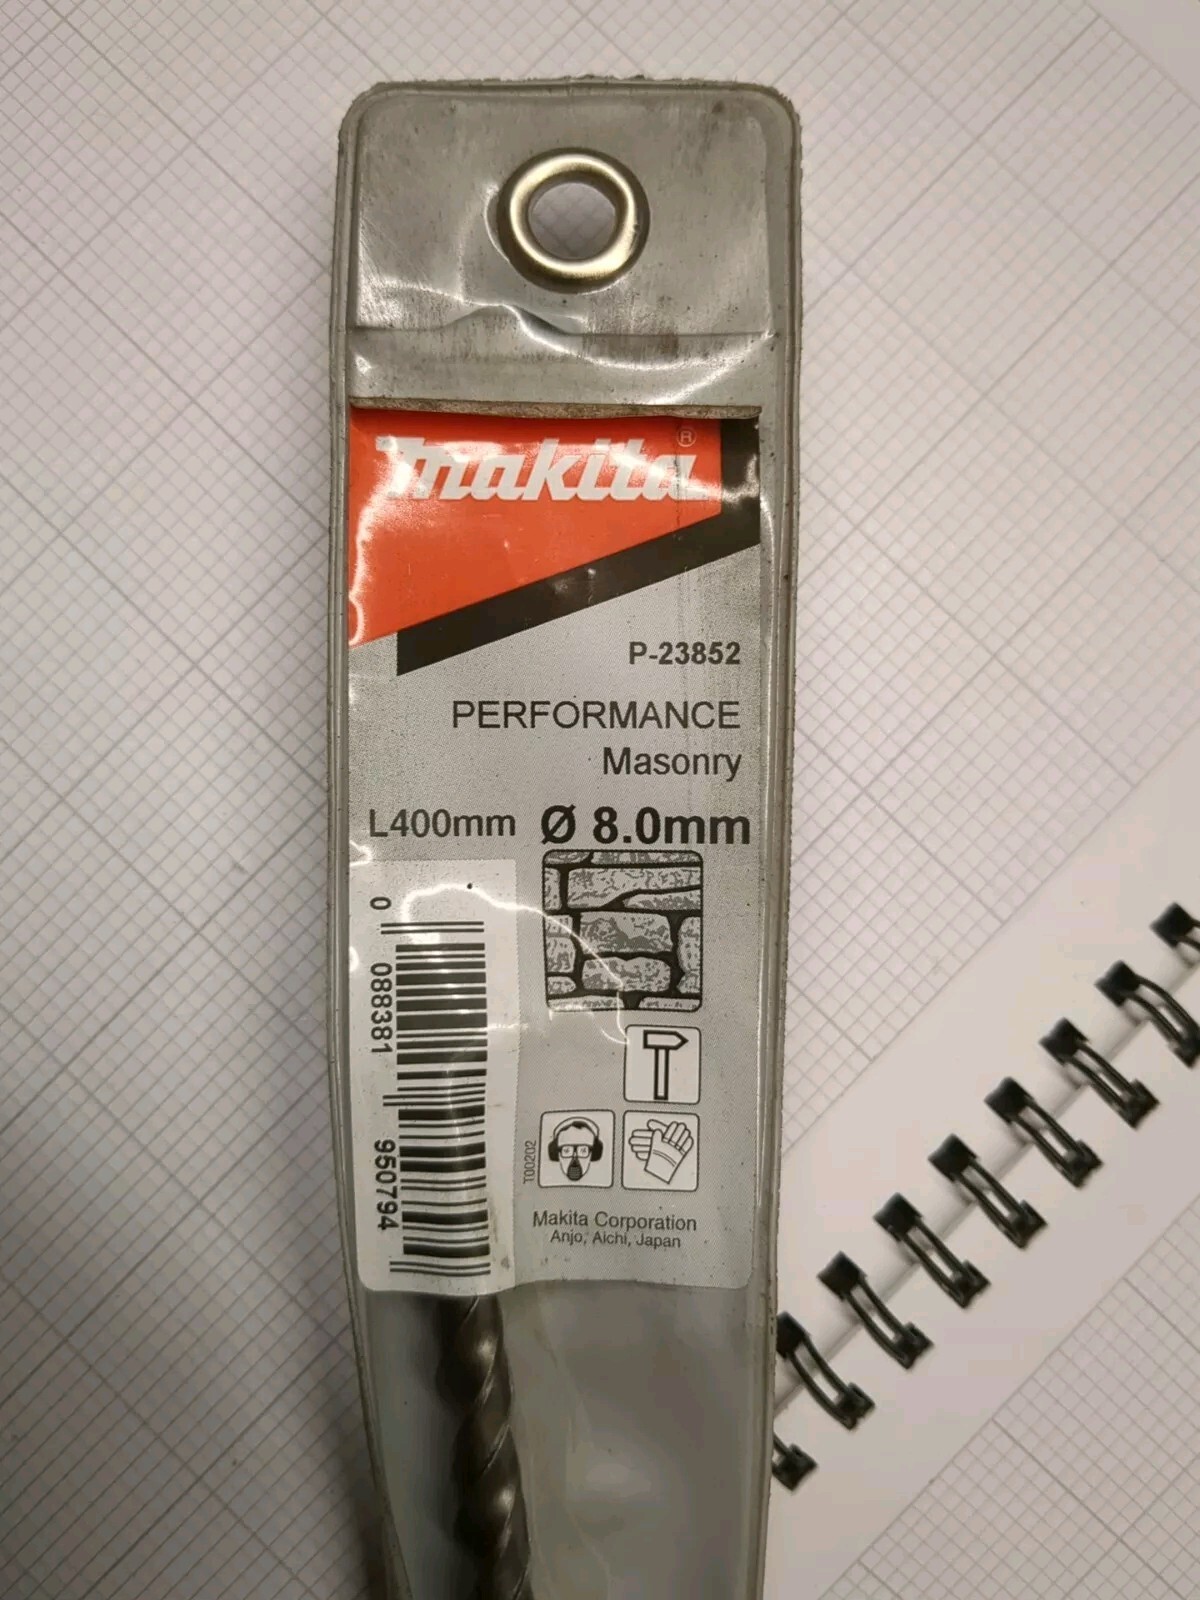 makita®
P-23852
PERFORMANCE
Masonry
L400mm Ø 8.0mm
0 088381 950794
T00202
Makita Corporation
Anjo, Aichi, Japan